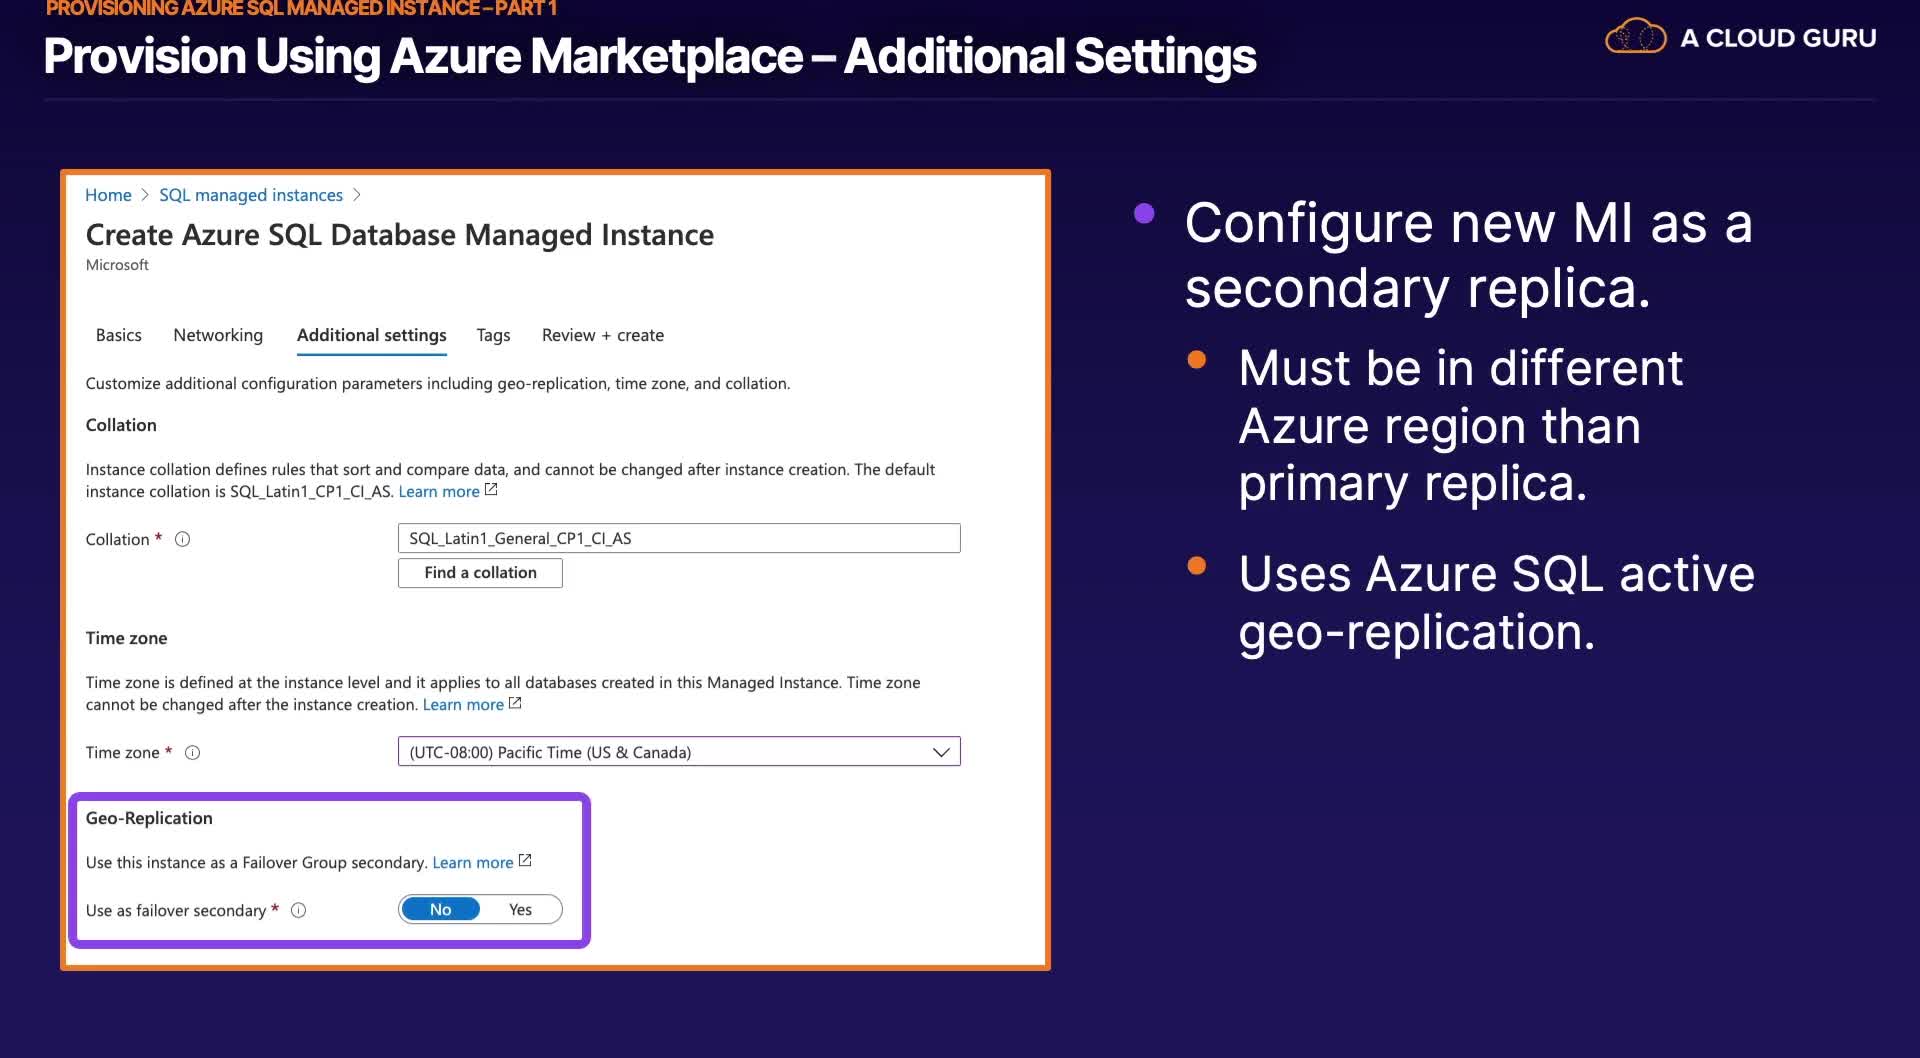 PROVISIONING AZURE SQL MANAGED INSTANCE – PART 1
Provision Using Azure Marketplace – Additional Settings
A CLOUD GURU
Home > SQL managed instances >
Create Azure SQL Database Managed Instance
Microsoft
Basics Networking Additional settings Tags Review + create
Customize additional configuration parameters including geo-replication, time zone, and collation.
Collation
Instance collation defines rules that sort and compare data, and cannot be changed after instance creation. The default
instance collation is SQL_Latin1_CP1_CI_AS. Learn more
Collation * SQL_Latin1_General_CP1_CI_AS
Find a collation
Time zone
Time zone is defined at the instance level and it applies to all databases created in this Managed Instance. Time zone
cannot be changed after the instance creation. Learn more
Time zone * (UTC-08:00) Pacific Time (US & Canada)
Geo-Replication
Use this instance as a Failover Group secondary. Learn more
Use as failover secondary * No Yes
Configure new MI as a
secondary replica.
Must be in different
Azure region than
primary replica.
Uses Azure SQL active
geo-replication.